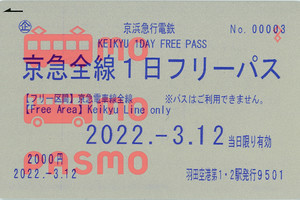 企 京浜急行電鉄 No. 00003
KEIKYU 1DAY FREE PASS
京急全線1日フリーパス
【フリー区間】京急電車線全線 ※バスはご利用できません。
【Free Area】Keikyu Line only
2022.-3.12 当日限り有効
2000円
2022.-3.12 羽田空港第1・2駅発行9501
pasmo
pasmo